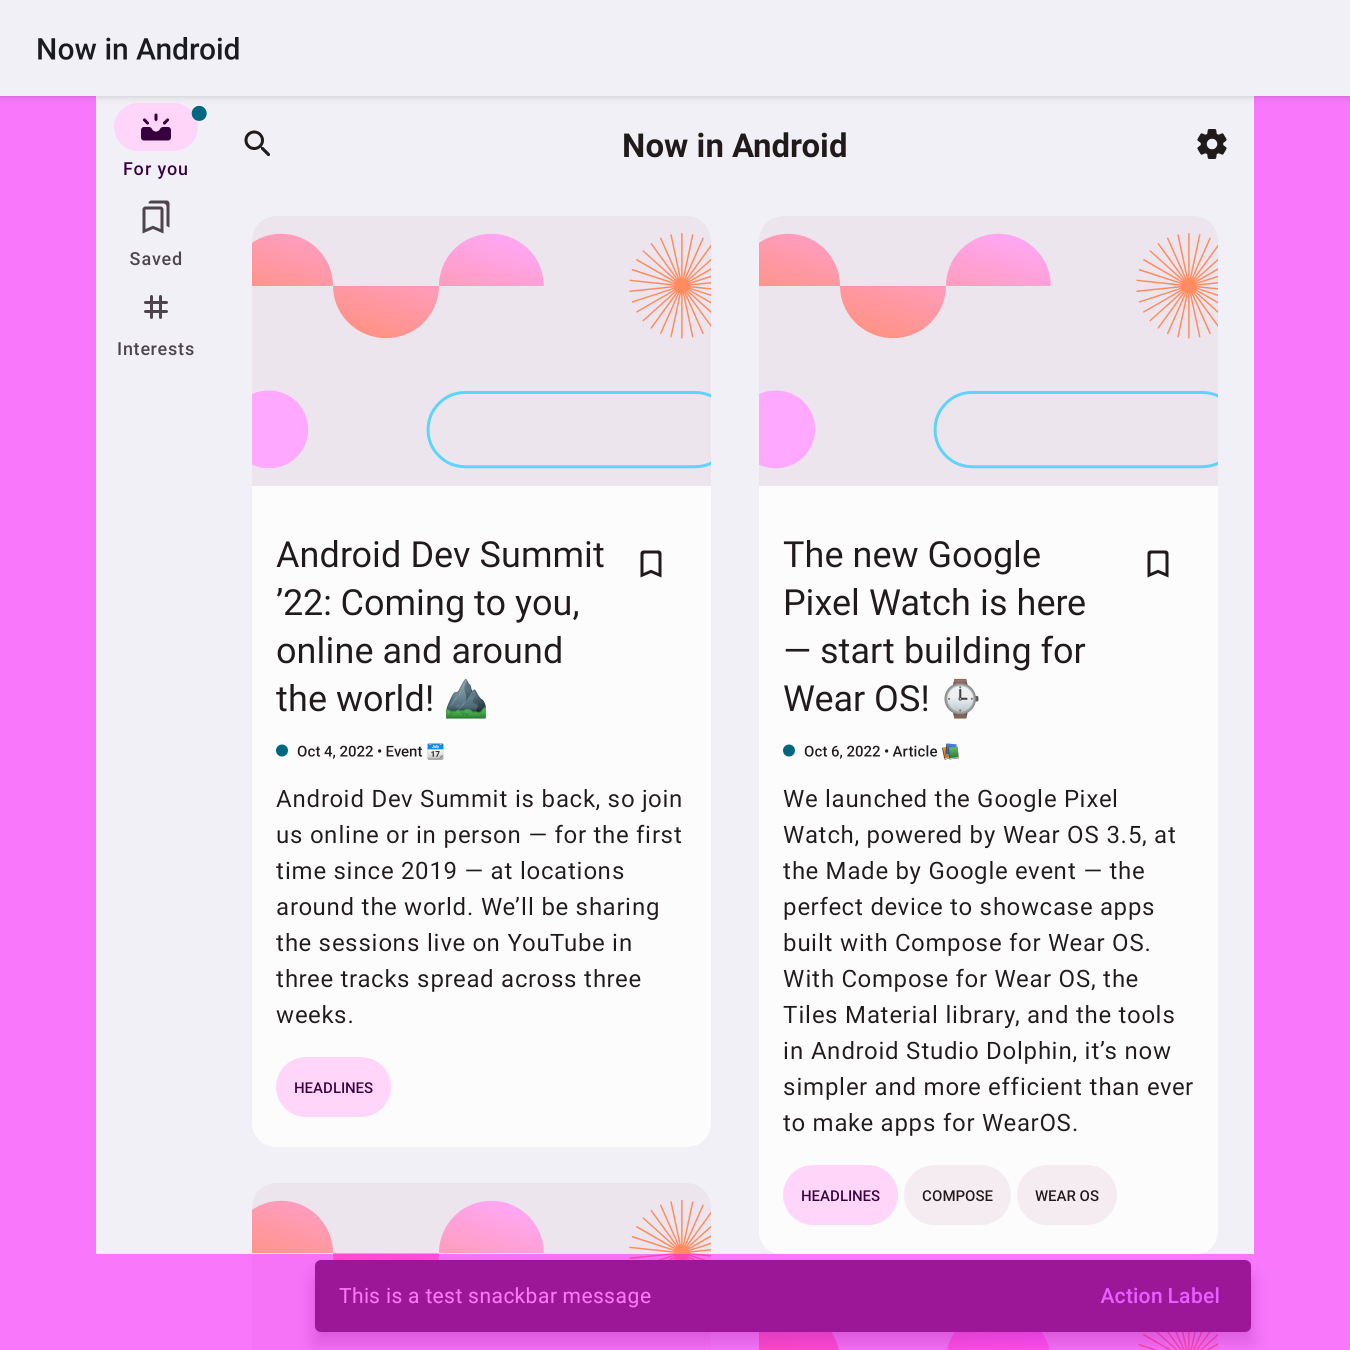 Now in Android
For you
Saved
Interests
Now in Android
Android Dev Summit
’22: Coming to you,
online and around
the world! ⛰️
Oct 4, 2022 • Event 📆
Android Dev Summit is back, so join
us online or in person — for the first
time since 2019 — at locations
around the world. We’ll be sharing
the sessions live on YouTube in
three tracks spread across three
weeks.
HEADLINES
The new Google
Pixel Watch is here
— start building for
Wear OS! ⌚
Oct 6, 2022 • Article 📚
We launched the Google Pixel
Watch, powered by Wear OS 3.5, at
the Made by Google event — the
perfect device to showcase apps
built with Compose for Wear OS.
With Compose for Wear OS, the
Tiles Material library, and the tools
in Android Studio Dolphin, it’s now
simpler and more efficient than ever
to make apps for WearOS.
HEADLINES
COMPOSE
WEAR OS
This is a test snackbar message
Action Label